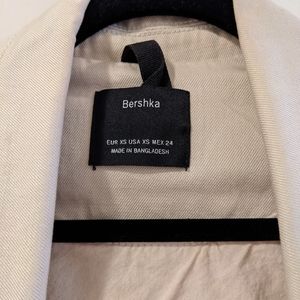 Bershka
EUR XS USA XS MEX 24
MADE IN BANGLADESH